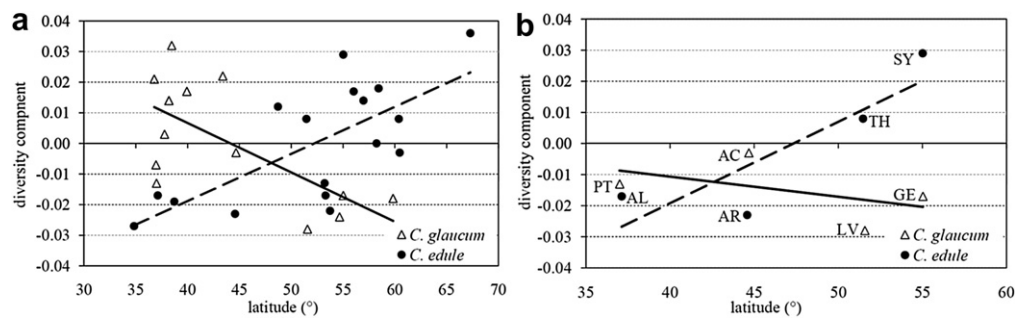 a
diversity component
0.04
0.03
0.02
0.01
0.00
-0.01
-0.02
-0.03
-0.04
△ C. glaucum
● C. edule
30 35 40 45 50 55 60 65 70
latitude (°)
b
diversity component
0.04
0.03
0.02
0.01
0.00
-0.01
-0.02
-0.03
-0.04
SY
TH
AC
PT
AL
GE
AR
LV
△ C. glaucum
● C. edule
35 40 45 50 55 60
latitude (°)